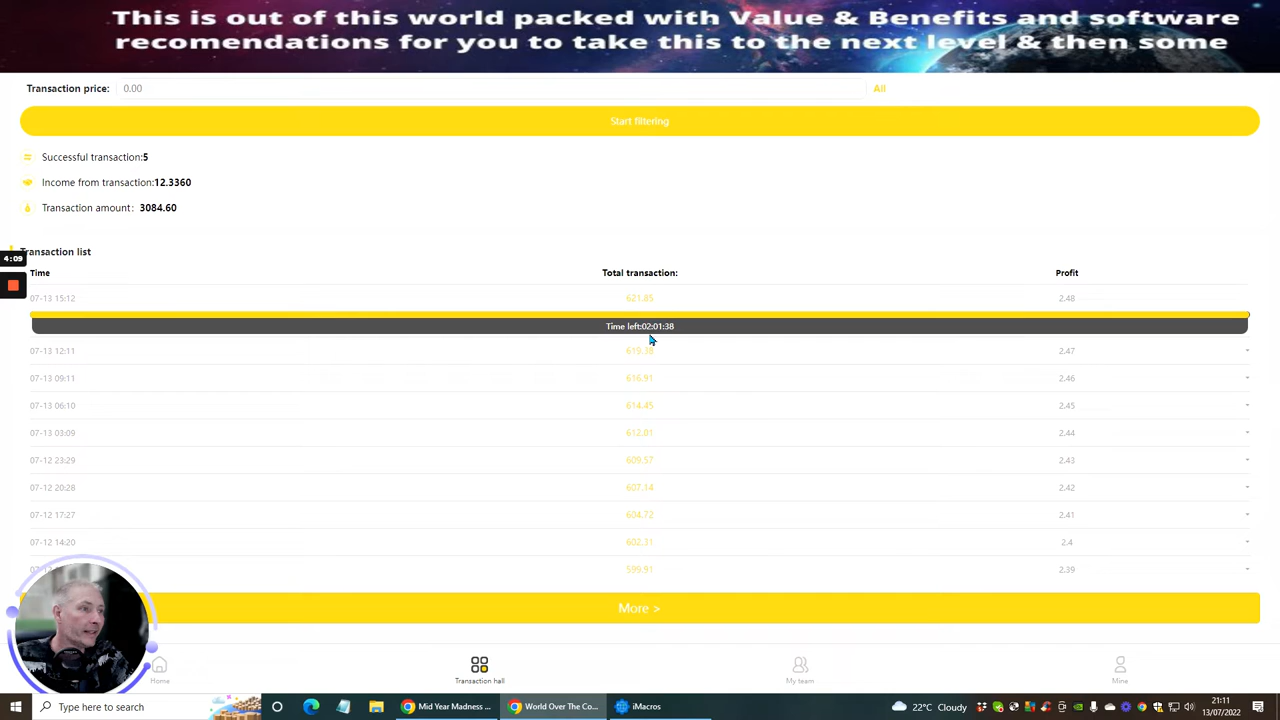 This is out of this world packed with Value & Benefits and software
recomendations for you to take this to the next level & then some
Transaction price: 0.00 All
Start filtering
Successful transaction:5
Income from transaction:12.3360
Transaction amount: 3084.60
4:09
Transaction list
Time Total transaction: Profit
07-13 15:12 621.85 2.48
Time left:02:01:38
07-13 12:11 619.38 2.47
07-13 09:11 616.91 2.46
07-13 06:10 614.45 2.45
07-13 03:09 612.01 2.44
07-12 23:29 609.57 2.43
07-12 20:28 607.14 2.42
07-12 17:27 604.72 2.41
07-12 14:20 602.31 2.4
599.91 2.39
More >
Home Transaction hall My team Mine
Type here to search Mid Year Madness ... World Over The Co... iMacros 22°C Cloudy 21:11
13/07/2022